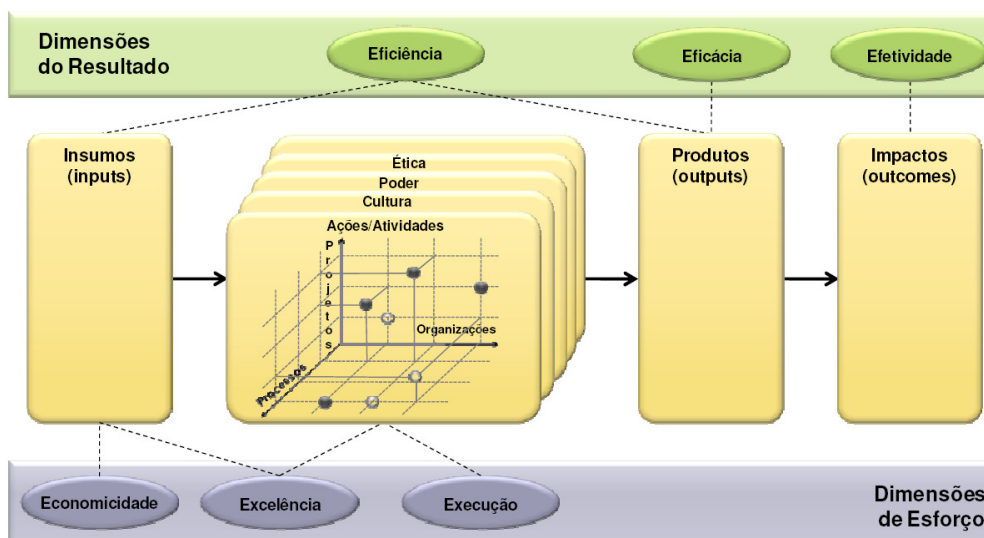 Dimensões
do Resultado
Eficiência
Eficácia
Efetividade
Insumos
(inputs)
Ética
Poder
Cultura
Ações/Atividades
Projetos
Organizações
Processos
Produtos
(outputs)
Impactos
(outcomes)
Economicidade
Excelência
Execução
Dimensões
de Esforço